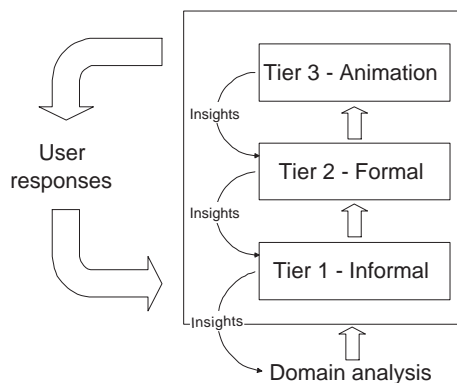 Tier 3 - Animation
Insights
Tier 2 - Formal
User
responses
Insights
Tier 1 - Informal
Insights
Domain analysis